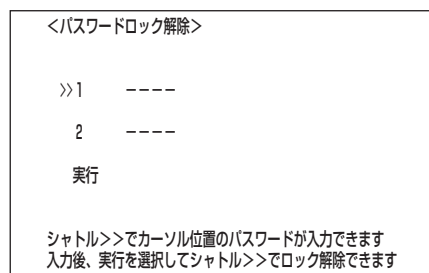 <パスワードロック解除>
>>1 ----
2 ----
実行
シャトル>>でカーソル位置のパスワードが入力できます
入力後、実行を選択してシャトル>>でロック解除できます